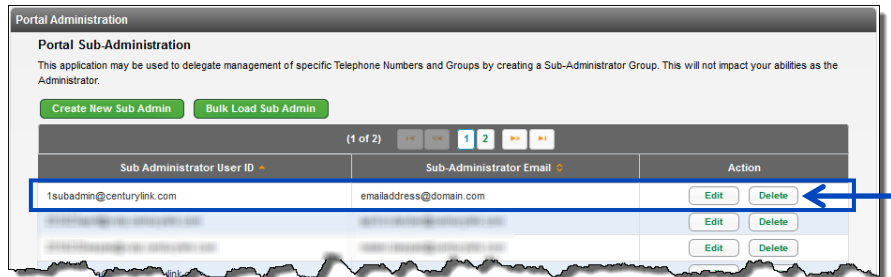 Portal Administration
Portal Sub-Administration
This application may be used to delegate management of specific Telephone Numbers and Groups by creating a Sub-Administrator Group. This will not impact your abilities as the
Administrator.
Create New Sub Admin Bulk Load Sub Admin
(1 of 2) 1 2
Sub Administrator User ID Sub-Administrator Email Action
1subadmin@centurylink.com emailaddress@domain.com Edit Delete
Edit Delete
Edit Delete